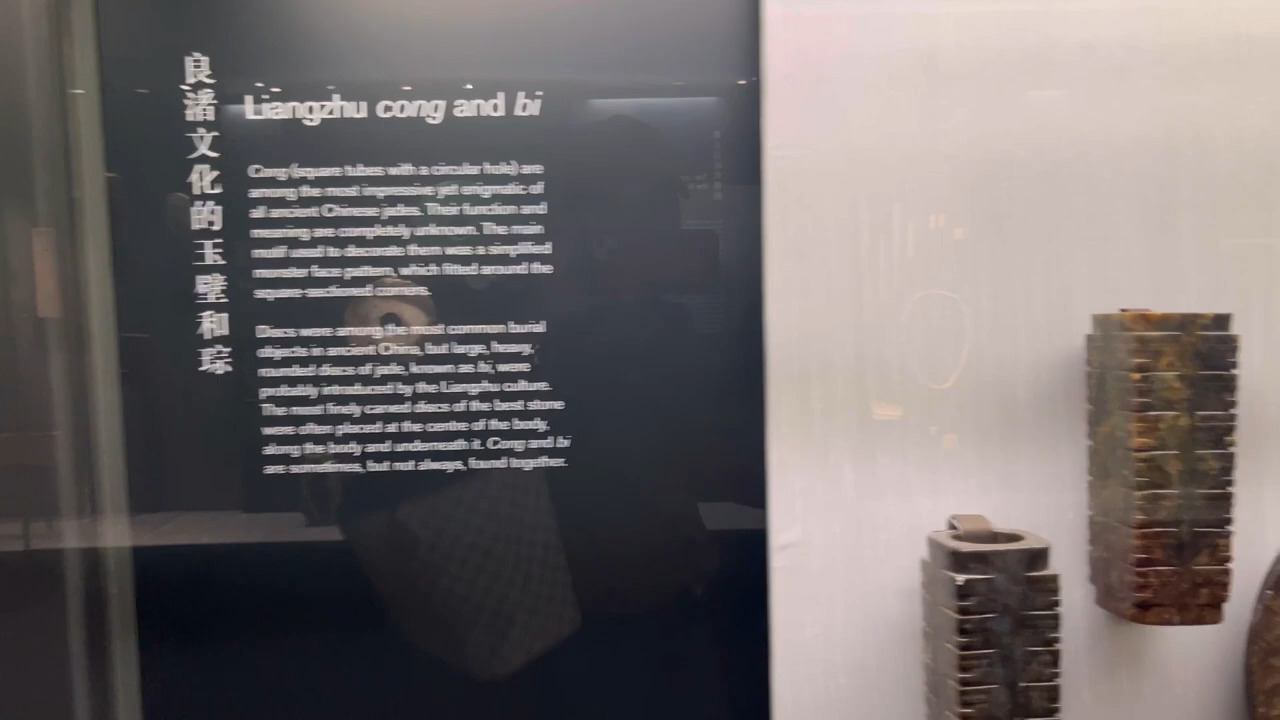 良渚文化的玉璧和琮
Liangzhu cong and bi
Cong (square tubes with a circular hole) are
among the most impressive yet enigmatic of
all ancient Chinese jades. Their function and
meaning are completely unknown. The main
motif used to decorate them was a simplified
monster face pattern, which fitted around the
square-sectioned corners.
Discs were among the most common burial
objects in ancient China, but large, heavy,
rounded discs of jade, known as bi, were
probably introduced by the Liangzhu culture.
The most finely carved discs of the best stone
were often placed at the centre of the body,
along the body and underneath it. Cong and bi
are sometimes, but not always, found together.